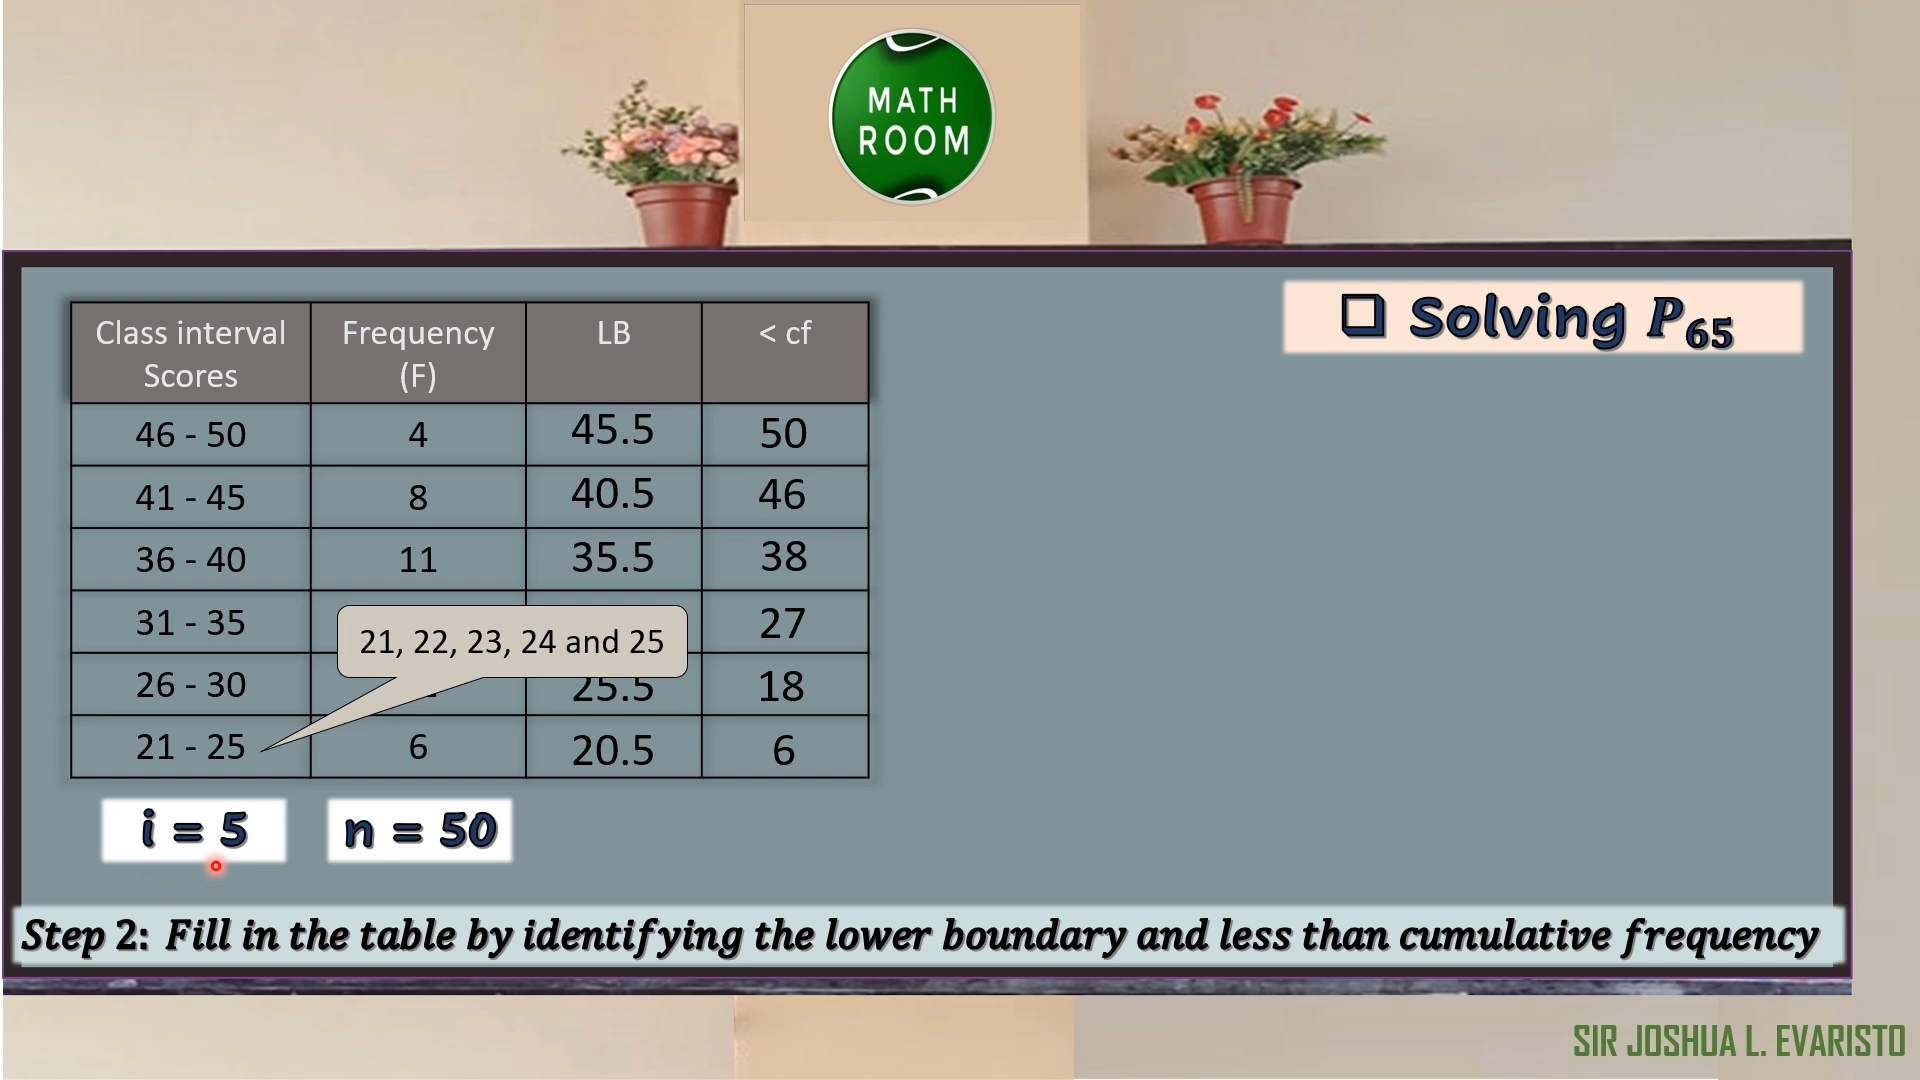 MATH
ROOM
Solving P65
Class interval Scores	Frequency (F)	LB	< cf
46 - 50	4	45.5	50
41 - 45	8	40.5	46
36 - 40	11	35.5	38
31 - 35	27
21, 22, 23, 24 and 25
26 - 30	25.5	18
21 - 25	6	20.5	6
i = 5	n = 50
Step 2: Fill in the table by identifying the lower boundary and less than cumulative frequency
SIR JOSHUA L. EVARISTO